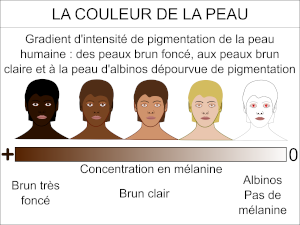 LA COULEUR DE LA PEAU
Gradient d'intensité de pigmentation de la peau
humaine : des peaux brun foncé, aux peaux brun
claire et à la peau d'albinos dépourvue de pigmentation
+ 0
Concentration en mélanine
Brun très
foncé
Brun clair
Albinos
Pas de
mélanine